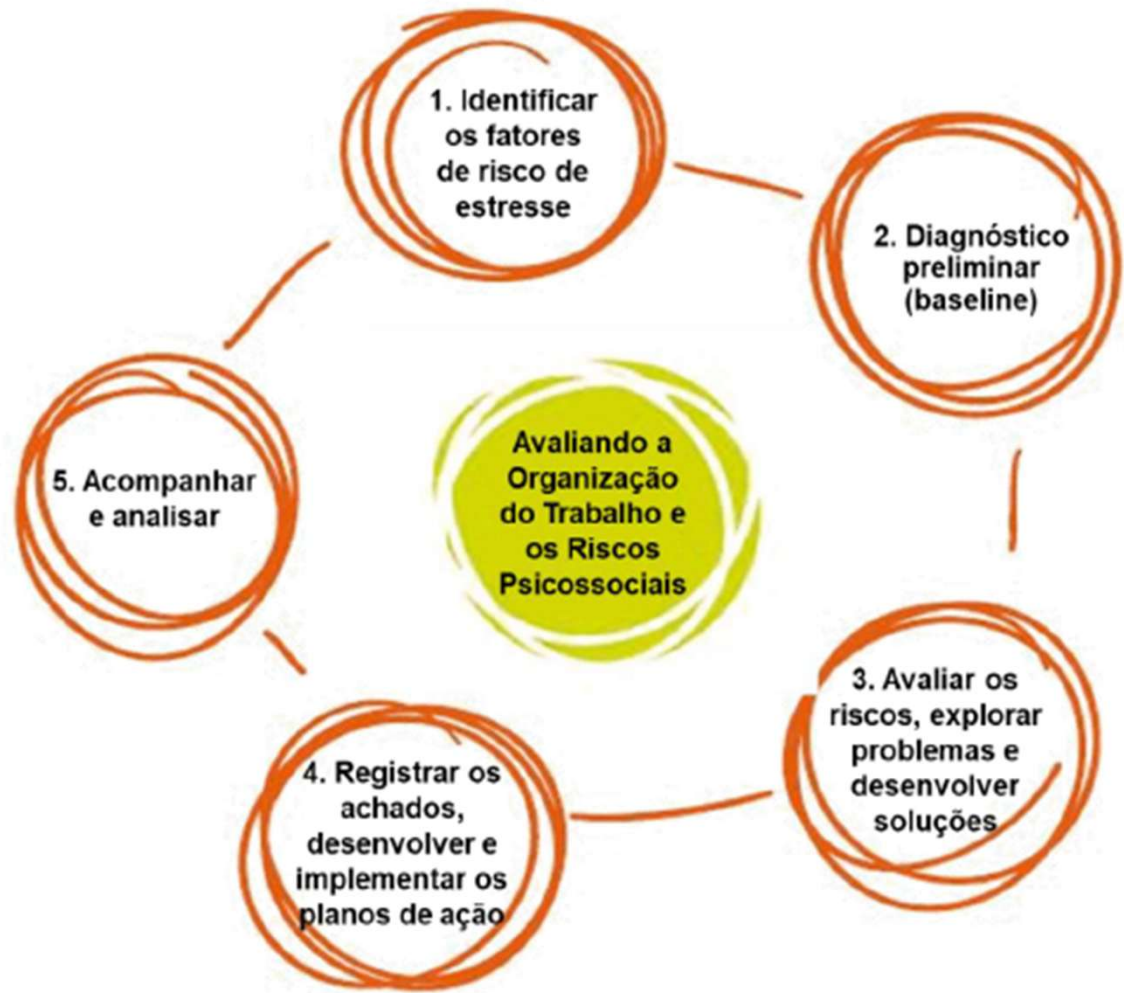 1. Identificar
os fatores
de risco de
estresse
2. Diagnóstico
preliminar
(baseline)
3. Avaliar os
riscos, explorar
problemas e
desenvolver
soluções
4. Registrar os
achados,
desenvolver e
implementar os
planos de ação
5. Acompanhar
e analisar
Avaliando a
Organização
do Trabalho e
os Riscos
Psicossociais